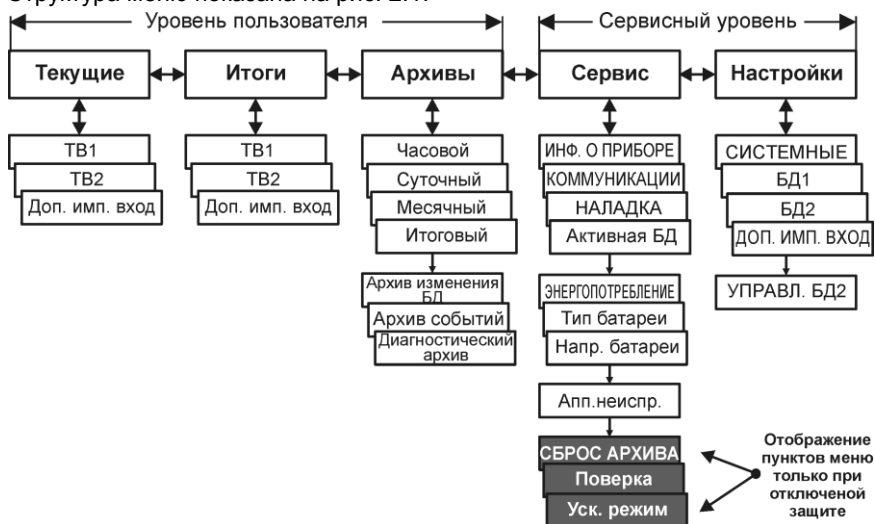 Структура меню показана на рис. 2.1.
Уровень пользователя
Сервисный уровень
Текущие
Итоги
Архивы
Сервис
Настройки
ТВ1
ТВ2
Доп. имп. вход
ТВ1
ТВ2
Доп. имп. вход
Часовой
Суточный
Месячный
Итоговый
Архив изменения
БД
Архив событий
Диагностический
архив
ИНФ. О ПРИБОРЕ
КОММУНИКАЦИИ
НАЛАДКА
Активная БД
ЭНЕРГОПОТРЕБЛЕНИЕ
Тип батареи
Напр. батареи
Апп.неиспр.
СБРОС АРХИВА
Поверка
Уск. режим
СИСТЕМНЫЕ
БД1
БД2
ДОП. ИМП. ВХОД
УПРАВЛ. БД2
Отображение
пунктов меню
только при
отключеной
защите